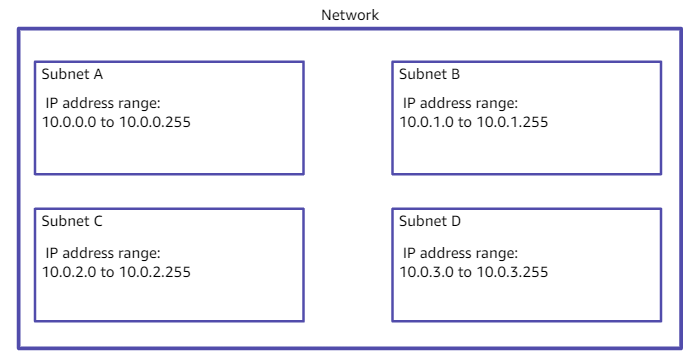 Network
Subnet A
IP address range:
10.0.0.0 to 10.0.0.255
Subnet B
IP address range:
10.0.1.0 to 10.0.1.255
Subnet C
IP address range:
10.0.2.0 to 10.0.2.255
Subnet D
IP address range:
10.0.3.0 to 10.0.3.255